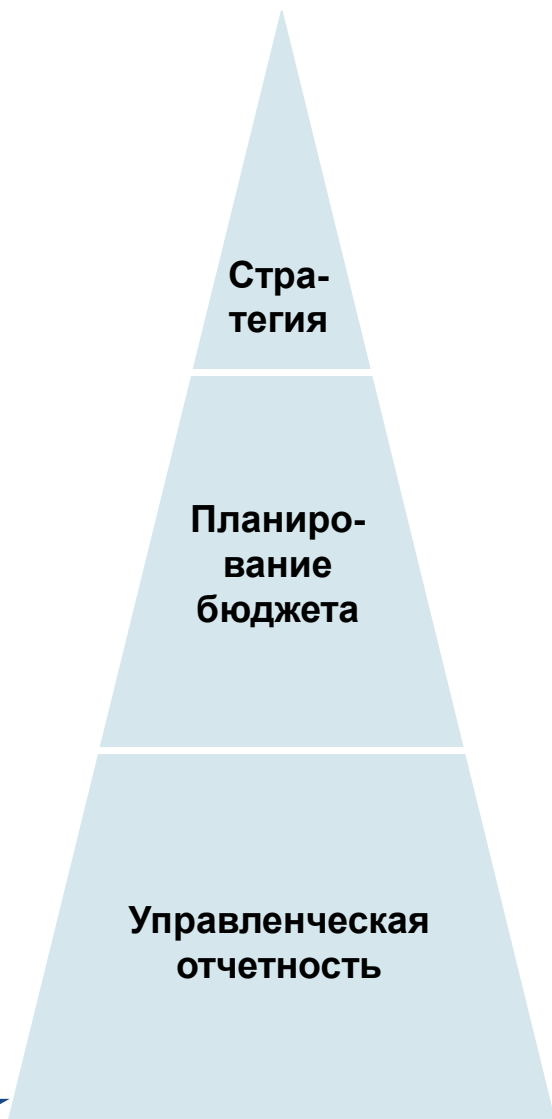 Стра-
тегия
Планиро-
вание
бюджета
Управленческая
отчетность